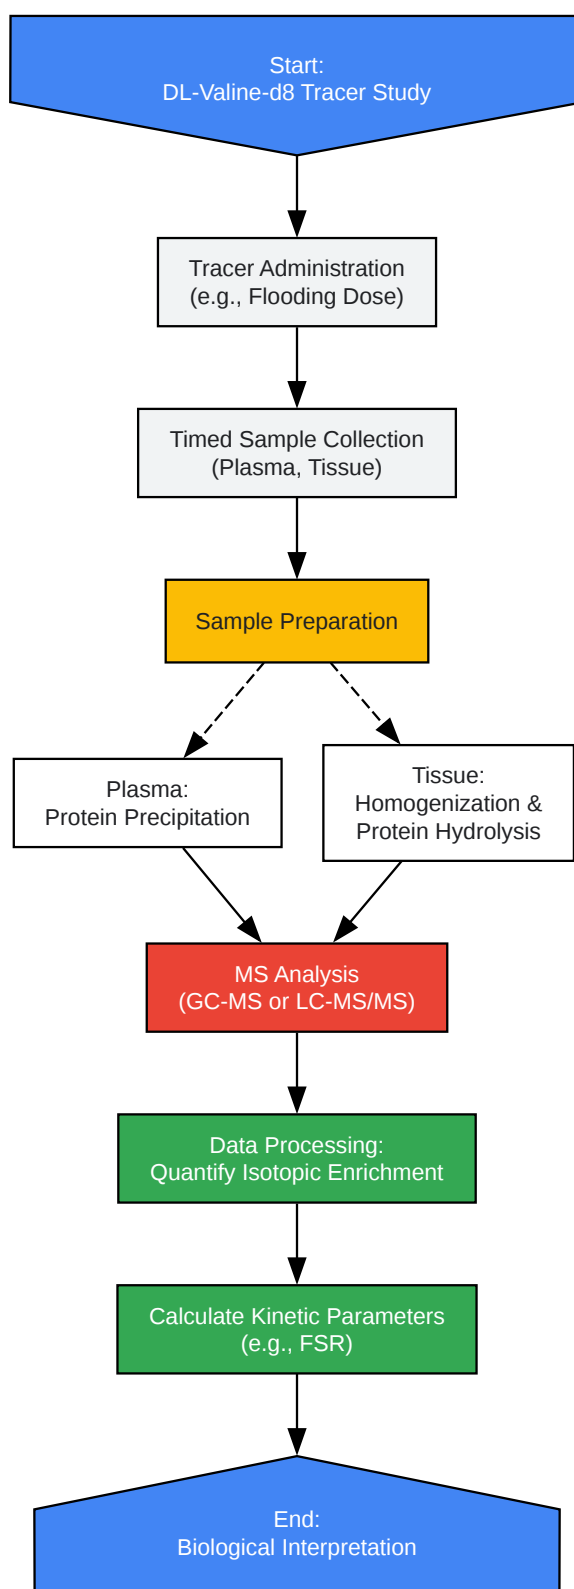 Start:
DL-Valine-d8 Tracer Study
Tracer Administration
(e.g., Flooding Dose)
Timed Sample Collection
(Plasma, Tissue)
Sample Preparation
Plasma:
Protein Precipitation
Tissue:
Homogenization &
Protein Hydrolysis
MS Analysis
(GC-MS or LC-MS/MS)
Data Processing:
Quantify Isotopic Enrichment
Calculate Kinetic Parameters
(e.g., FSR)
End:
Biological Interpretation